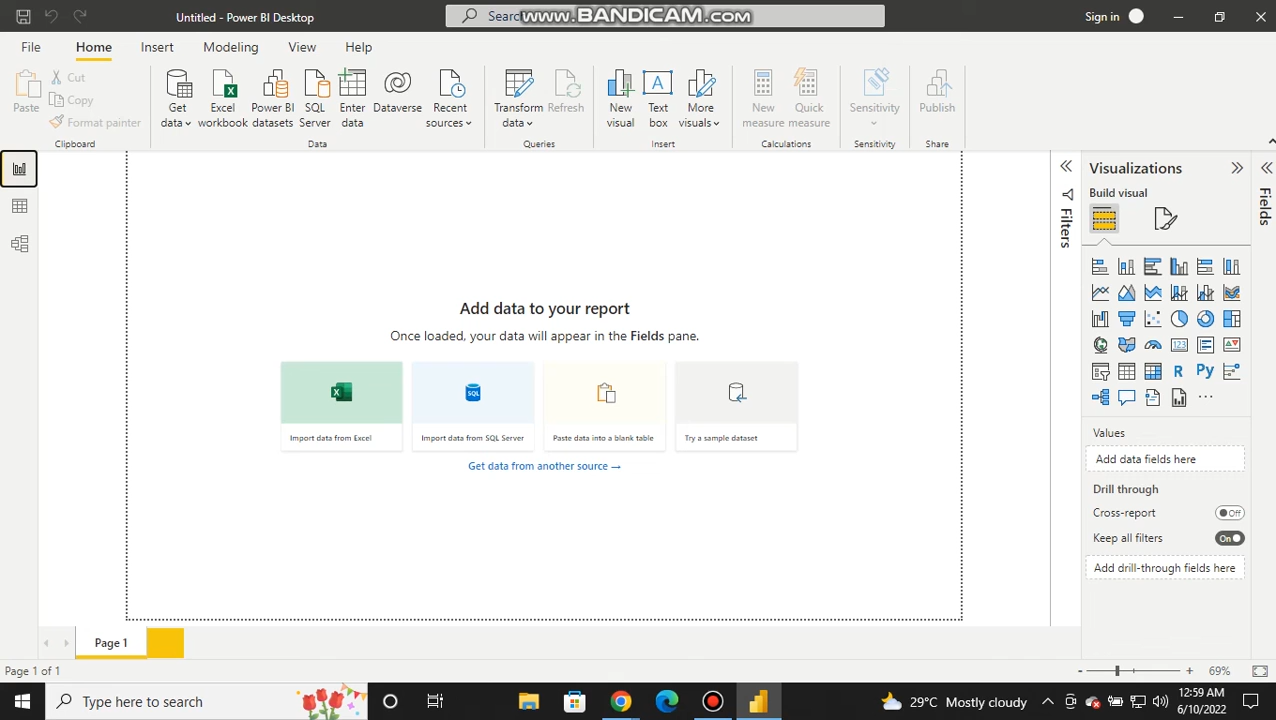 Untitled - Power BI Desktop
Searc
www.BANDICAM.com
Sign in
File
Home
Insert
Modeling
View
Help
Paste
Cut
Copy
Format painter
Get data
Excel workbook
Power BI datasets
SQL Server
Enter data
Dataverse
Recent sources
Transform data
Refresh
New visual
Text box
More visuals
New measure
Quick measure
Sensitivity
Publish
Clipboard
Data
Queries
Insert
Calculations
Sensitivity
Share
Add data to your report
Once loaded, your data will appear in the Fields pane.
X
SQL
Import data from Excel
Import data from SQL Server
Paste data into a blank table
Try a sample dataset
Get data from another source →
Filters
Visualizations
Build visual
123
R
Py
Values
Add data fields here
Drill through
Cross-report
Off
Keep all filters
On
Add drill-through fields here
Fields
Page 1
Page 1 of 1
- + 69%
Type here to search
29°C Mostly cloudy
12:59 AM
6/10/2022